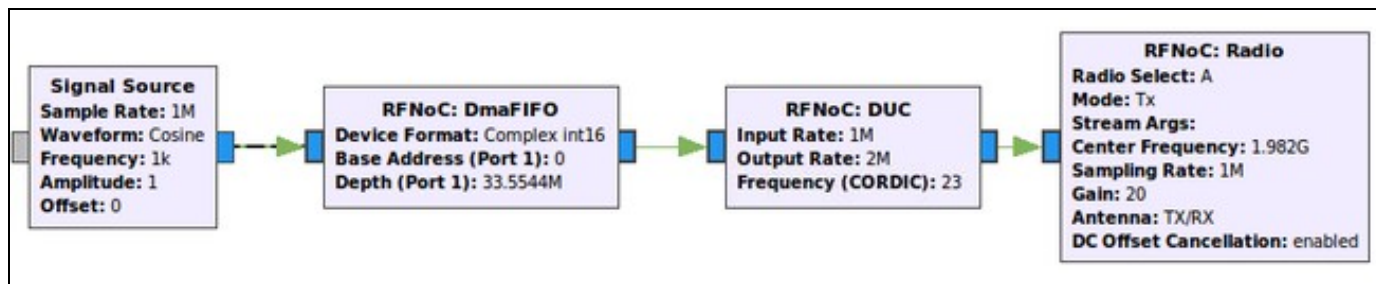 Signal Source
Sample Rate: 1M
Waveform: Cosine
Frequency: 1k
Amplitude: 1
Offset: 0
RFNoC: DmaFIFO
Device Format: Complex int16
Base Address (Port 1): 0
Depth (Port 1): 33.5544M
RFNoC: DUC
Input Rate: 1M
Output Rate: 2M
Frequency (CORDIC): 23
RFNoC: Radio
Radio Select: A
Mode: Tx
Stream Args:
Center Frequency: 1.982G
Sampling Rate: 1M
Gain: 20
Antenna: TX/RX
DC Offset Cancellation: enabled